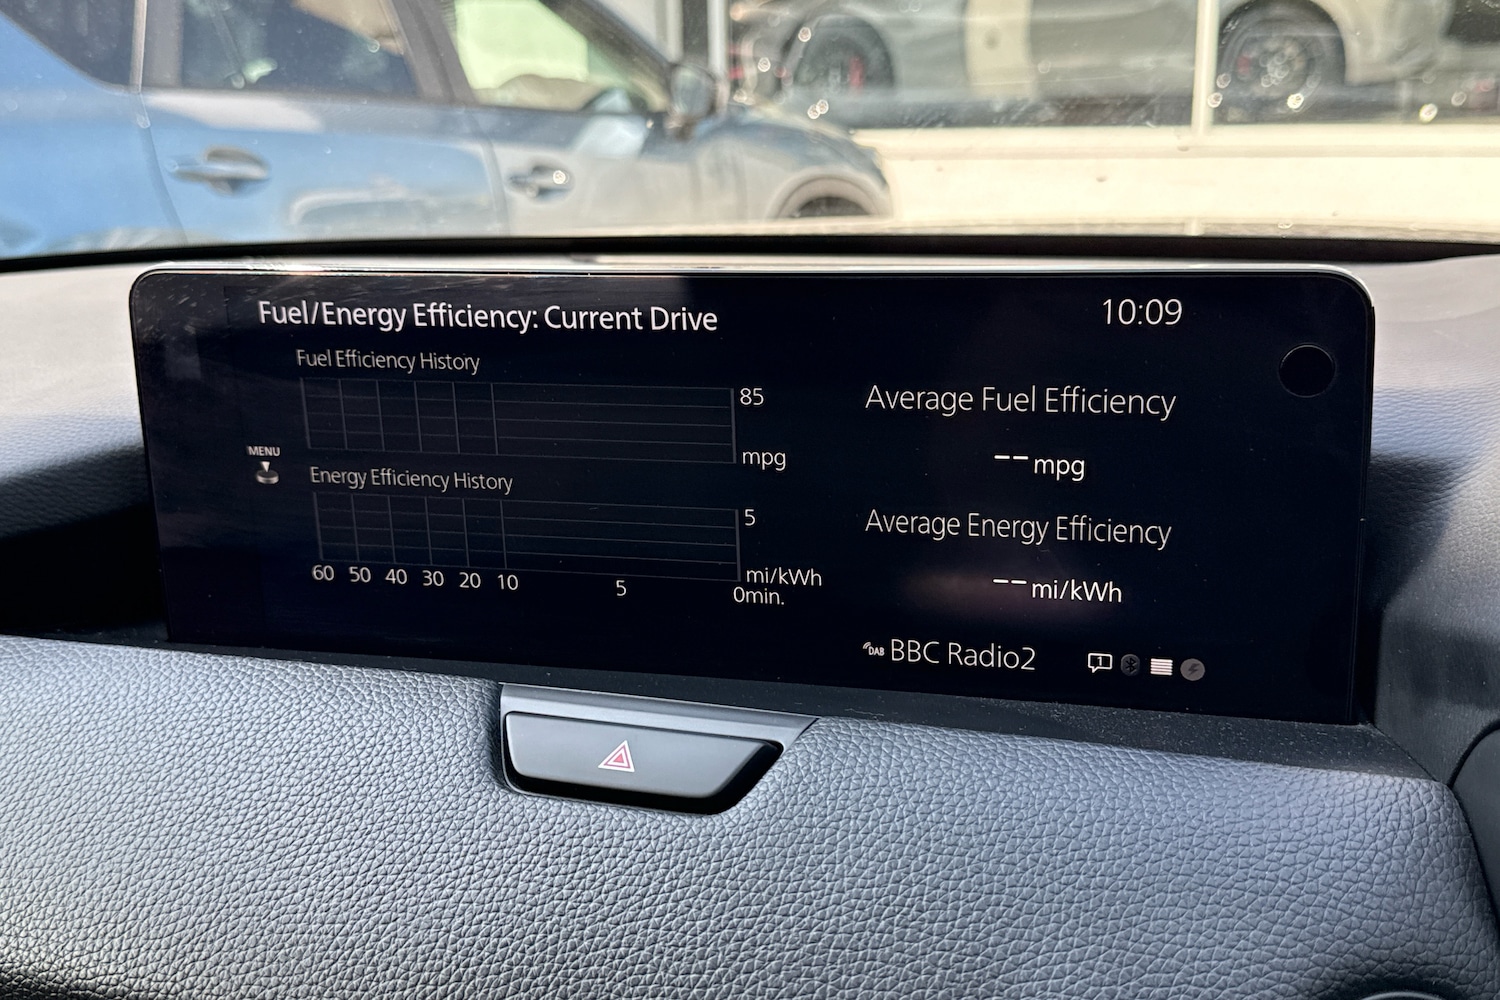 Fuel/Energy Efficiency: Current Drive
10:09
Fuel Efficiency History
85
mpg
MENU
Energy Efficiency History
5
mi/kWh
60 50 40 30 20 10 5 0min.
Average Fuel Efficiency
-- mpg
Average Energy Efficiency
-- mi/kWh
DAB BBC Radio2
1